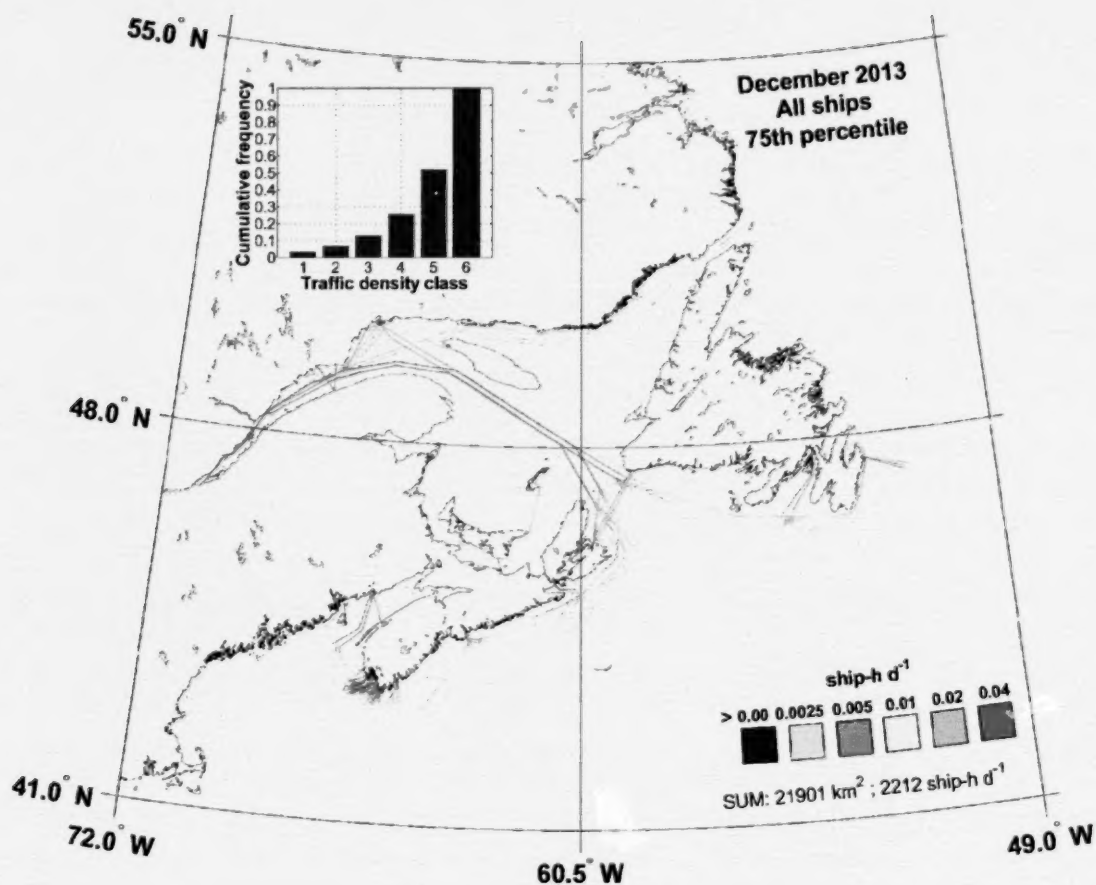 55.0° N
December 2013
All ships
75th percentile
Cumulative frequency
1
0.9
0.8
0.7
0.6
0.5
0.4
0.3
0.2
0.1
0
1 2 3 4 5 6
Traffic density class
48.0° N
ship-h d⁻¹
> 0.00 0.0025 0.005 0.01 0.02 0.04
SUM: 21901 km² ; 2212 ship-h d⁻¹
41.0° N
72.0° W
60.5° W
49.0° W